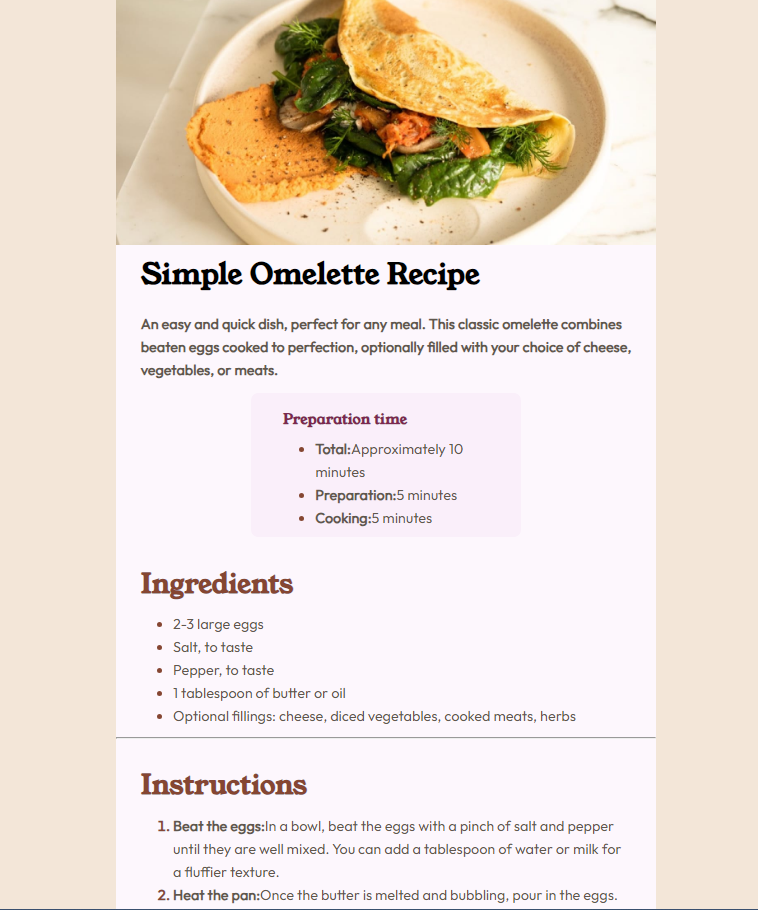 Simple Omelette Recipe
An easy and quick dish, perfect for any meal. This classic omelette combines
beaten eggs cooked to perfection, optionally filled with your choice of cheese,
vegetables, or meats.
Preparation time
• Total:Approximately 10
minutes
• Preparation:5 minutes
• Cooking:5 minutes
Ingredients
• 2-3 large eggs
• Salt, to taste
• Pepper, to taste
• 1 tablespoon of butter or oil
• Optional fillings: cheese, diced vegetables, cooked meats, herbs
Instructions
1. Beat the eggs:In a bowl, beat the eggs with a pinch of salt and pepper
until they are well mixed. You can add a tablespoon of water or milk for
a fluffier texture.
2. Heat the pan:Once the butter is melted and bubbling, pour in the eggs.